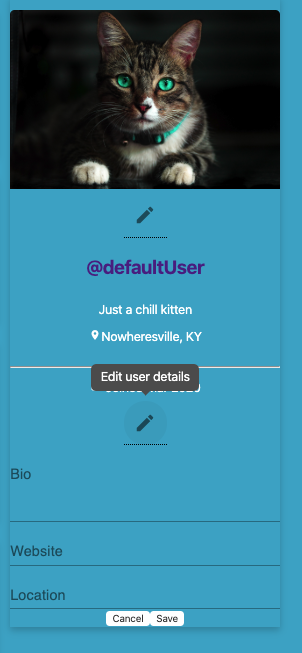 @defaultUser
Just a chill kitten
Nowheresville, KY
Edit user details
Bio
Website
Location
Cancel Save